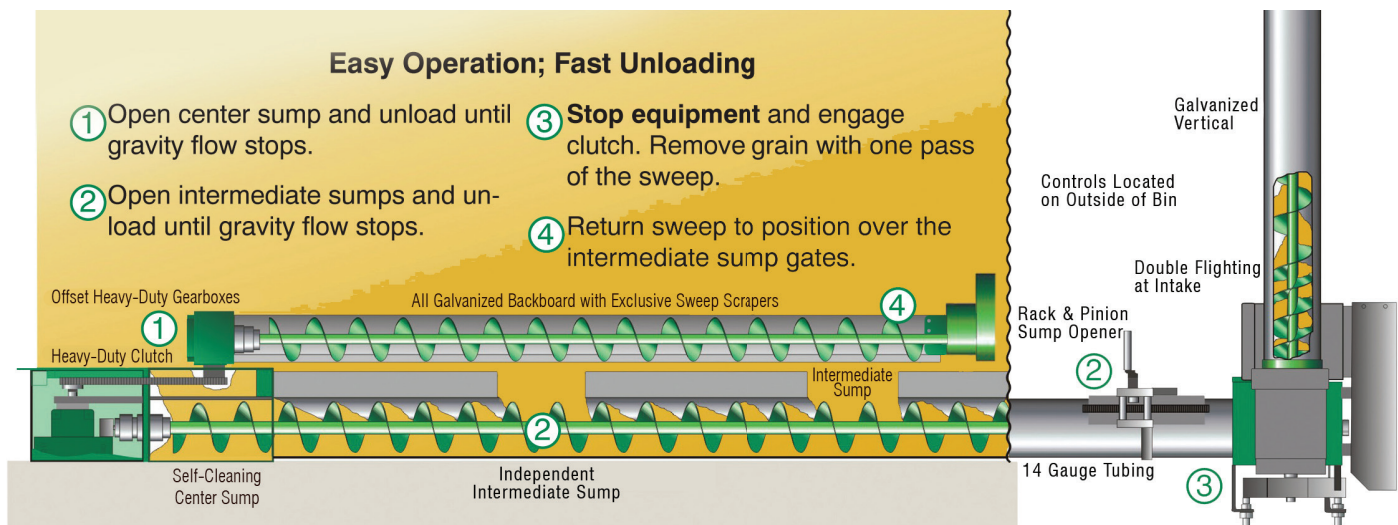 Easy Operation; Fast Unloading
1 Open center sump and unload until
gravity flow stops.
2 Open intermediate sumps and un-
load until gravity flow stops.
3 Stop equipment and engage
clutch. Remove grain with one pass
of the sweep.
4 Return sweep to position over the
intermediate sump gates.
Offset Heavy-Duty Gearboxes
1
Heavy-Duty Clutch
All Galvanized Backboard with Exclusive Sweep Scrapers
4
Intermediate
Sump
2
Self-Cleaning
Center Sump
Independent
Intermediate Sump
Galvanized
Vertical
Controls Located
on Outside of Bin
Double Flighting
at Intake
Rack & Pinion
Sump Opener
2
14 Gauge Tubing
3